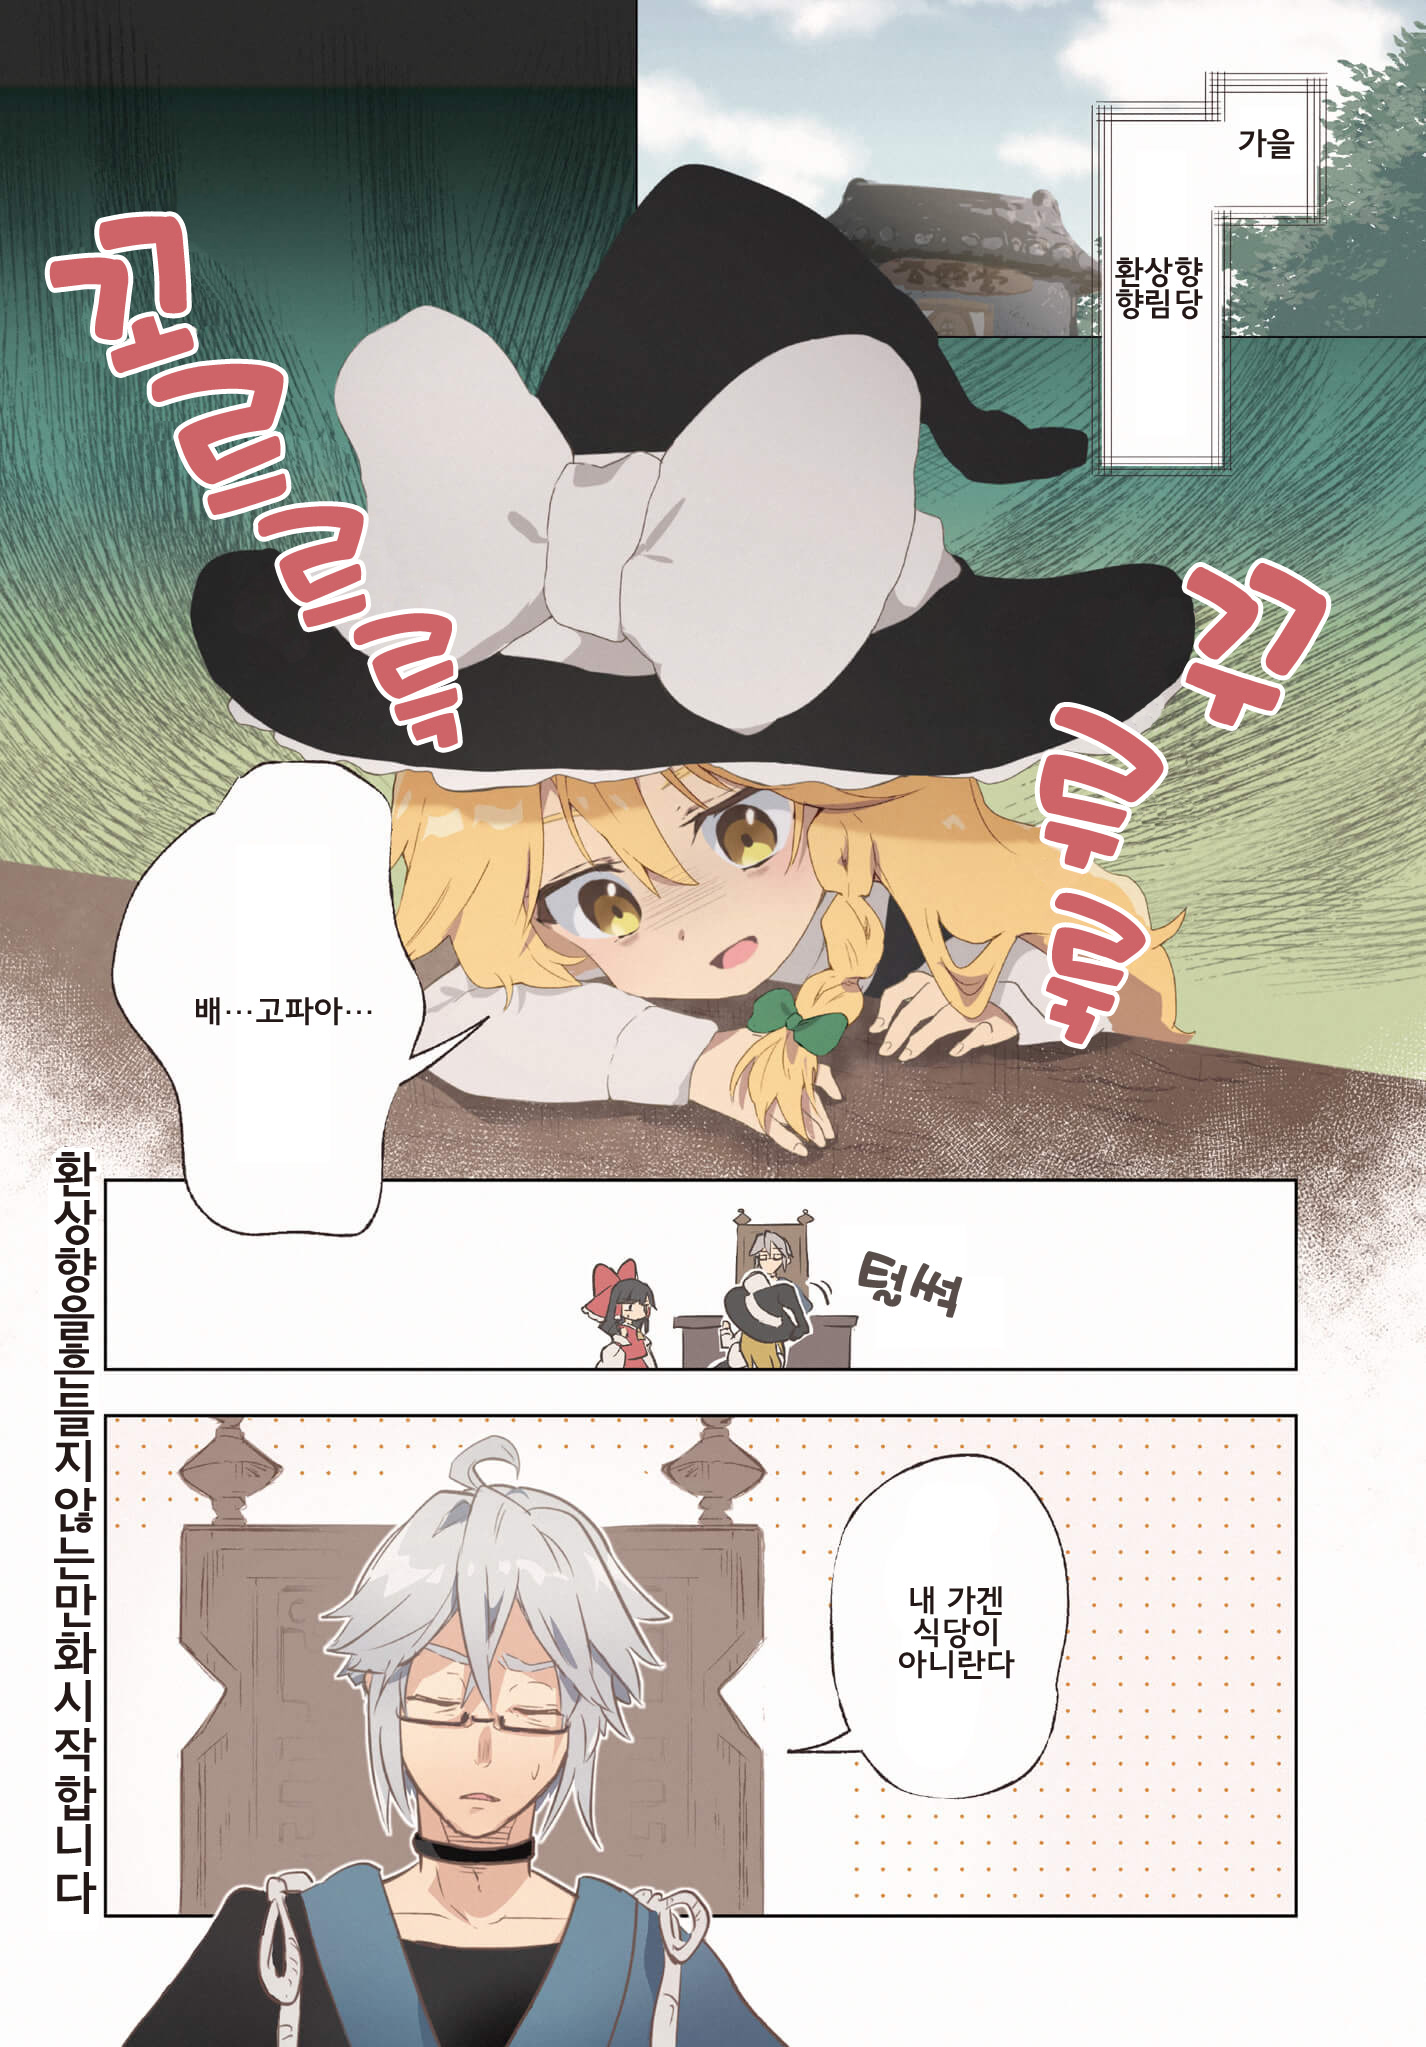 가을
환상향
향림당
꼬르르르
꾸르륵
배…고파아…
털썩
내 가겐
식당이
아니란다
환상향을흔들지않는만화시작합니다